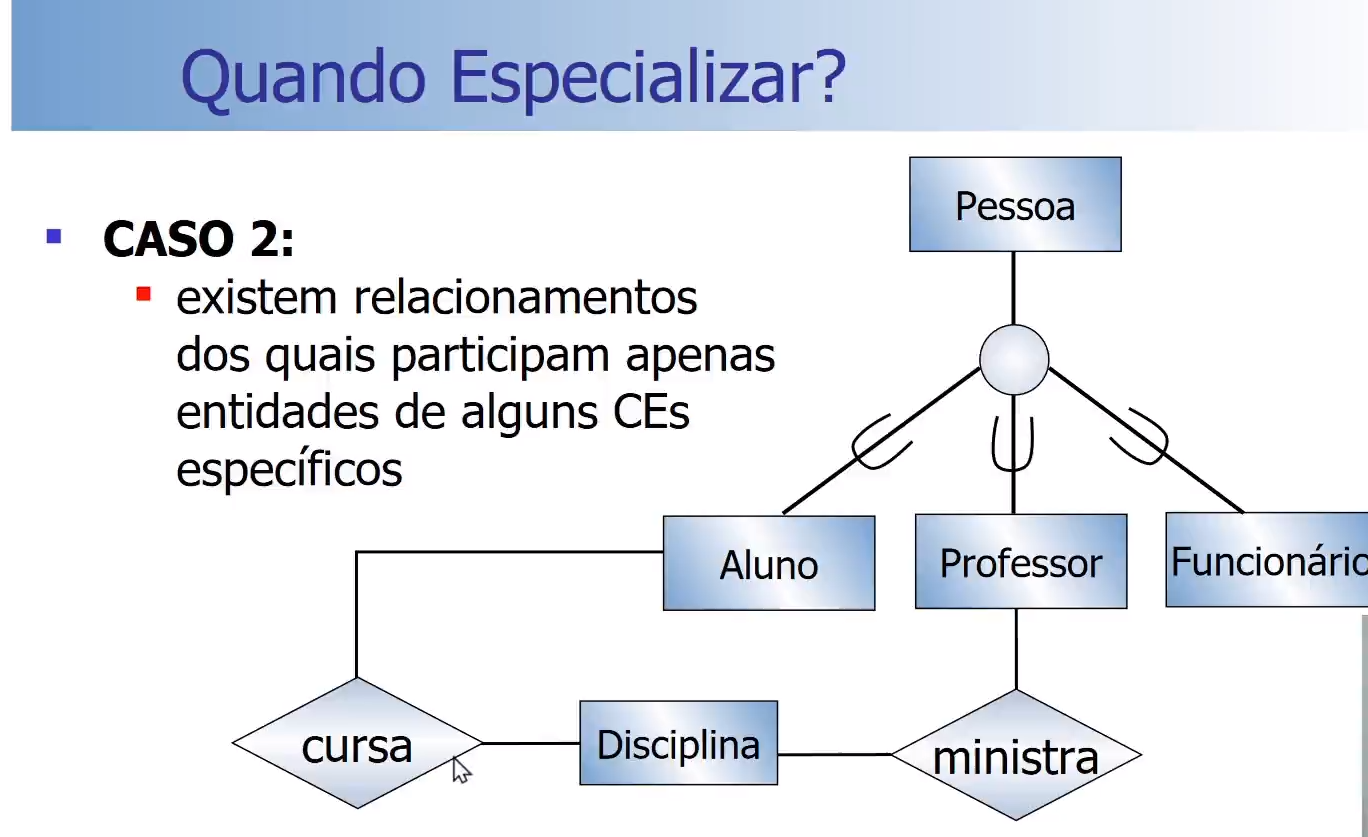 Quando Especializar?
CASO 2:
existem relacionamentos
dos quais participam apenas
entidades de alguns CEs
específicos
Pessoa
Aluno
Professor
Funcionário
cursa
Disciplina
ministra